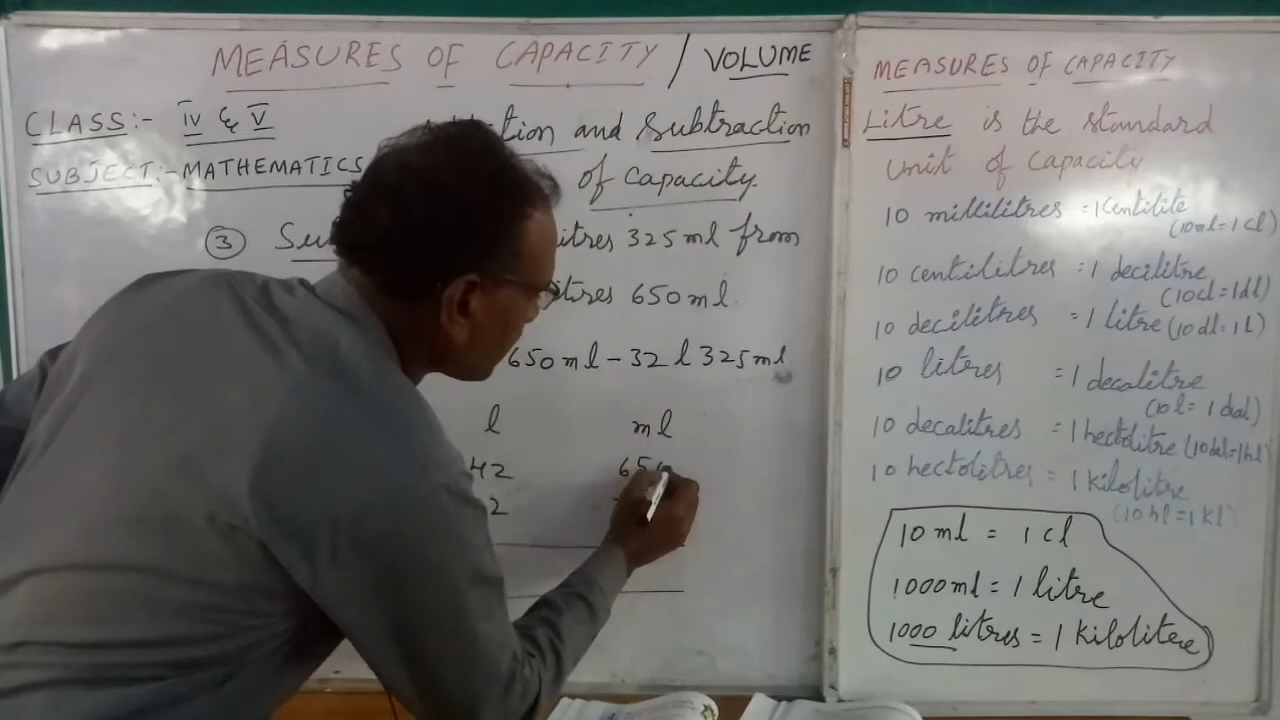 MEASURES OF CAPACITY / VOLUME
CLASS:- IV & V
and Subtraction
SUBJECT:-MATHEMATICS
of Capacity.
3
325 ml from
650 ml.
650 ml - 32 l 325 ml.
l ml
42
2
MEASURES OF CAPACITY
Litre is the standard
Unit of Capacity
10 millilitres = 1 Centilite
(10 ml = 1 cl)
10 centilitres = 1 decilitre
(10 cl = 1 dl)
10 decilitres = 1 litre (10 dl = 1 l)
10 litres = 1 decalitre
(10 l = 1 dal)
10 decalitres = 1 hectolitre (10 dal = 1 hl)
10 hectolitres = 1 kilolitre
(10 hl = 1 kl)
10 ml = 1 cl
1000 ml = 1 litre
1000 litres = 1 kilolitere